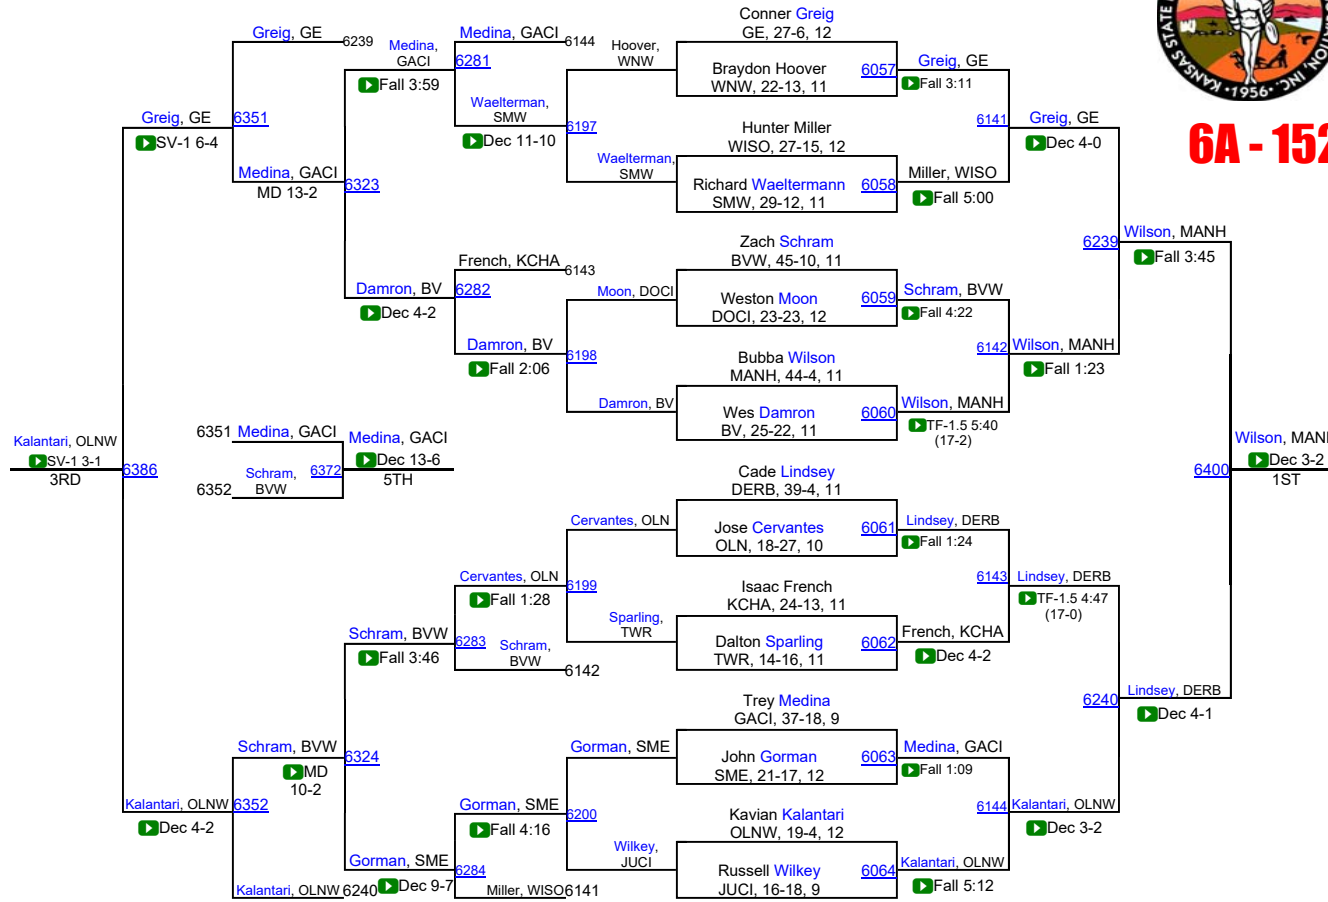 Conner Greig
GE, 27-6, 12
Braydon Hoover
WNW, 22-13, 11
6057
Hunter Miller
WISO, 27-15, 12
Richard Waeltermann
SMW, 29-12, 11
6058
Zach Schram
BVW, 45-10, 11
Weston Moon
DOCI, 23-23, 12
6059
Bubba Wilson
MANH, 44-4, 11
Wes Damron
BV, 25-22, 11
6060
Cade Lindsey
DERB, 39-4, 11
Jose Cervantes
OLN, 18-27, 10
6061
Isaac French
KCHA, 24-13, 11
Dalton Sparling
TWR, 14-16, 11
6062
Trey Medina
GACI, 37-18, 9
John Gorman
SME, 21-17, 12
6063
Kavian Kalantari
OLNW, 19-4, 12
Russell Wilkey
JUCI, 16-18, 9
6064
Greig, GE
Fall 3:11
6141
Miller, WISO
Fall 5:00
Schram, BVW
Fall 4:22
6142
Wilson, MANH
TF-1.5 5:40
(17-2)
Lindsey, DERB
Fall 1:24
6143
French, KCHA
Dec 4-2
Medina, GACI
Fall 1:09
6144
Kalantari, OLNW
Fall 5:12
Greig, GE
Dec 4-0
6239
Wilson, MANH
Fall 1:23
Lindsey, DERB
TF-1.5 4:47
(17-0)
6240
Kalantari, OLNW
Dec 3-2
Wilson, MANH
Fall 3:45
6400
Lindsey, DERB
Dec 4-1
Wilson, MAN
Dec 3-2
1ST
KANSAS STATE
ION, INC.
•1956•
6A - 152
Hoover,
WNW
6197
Waelterman,
SMW
Moon, DOCI
6198
Damron, BV
Cervantes, OLN
6199
Sparling,
TWR
Gorman, SME
6200
Wilkey,
JUCI
Medina, GACI
6144
6281
Waelterman,
SMW
Dec 11-10
French, KCHA
6143
6282
Damron, BV
Fall 2:06
Cervantes, OLN
Fall 1:28
6283
Schram,
BVW
6142
Gorman, SME
Fall 4:16
6284
Miller, WISO
6141
Medina,
GACI
Fall 3:59
6323
Damron, BV
Dec 4-2
Schram, BVW
Fall 3:46
6324
Gorman, SME
Dec 9-7
Greig, GE
6239
6351
Medina, GACI
MD 13-2
Schram, BVW
MD
10-2
6352
Kalantari, OLNW
6240
Greig, GE
SV-1 6-4
6386
Kalantari, OLNW
Dec 4-2
Kalantari, OLNW
SV-1 3-1
3RD
6351
Medina, GACI
6372
6352
Schram,
BVW
Medina, GACI
Dec 13-6
5TH